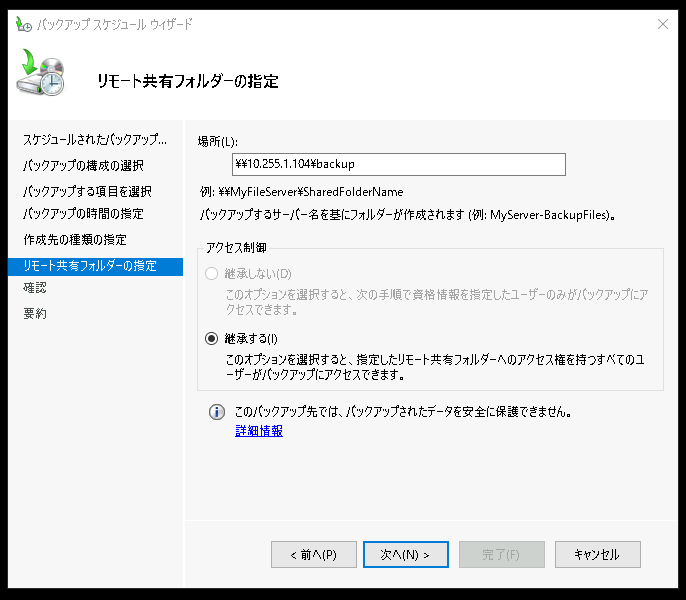 バックアップ スケジュール ウィザード
リモート共有フォルダーの指定
スケジュールされたバックアップ...
バックアップの構成の選択
バックアップする項目を選択
バックアップの時間の指定
作成先の種類の指定
リモート共有フォルダーの指定
確認
要約
場所(L):
¥¥10.255.1.104¥backup
例: ¥¥MyFileServer¥SharedFolderName
バックアップするサーバー名を基にフォルダーが作成されます (例: MyServer-BackupFiles)。
アクセス制御
継承しない(D)
このオプションを選択すると、次の手順で資格情報を指定したユーザーのみがバックアップにア
クセスできます。
継承する(I)
このオプションを選択すると、指定したリモート共有フォルダーへのアクセス権を持つすべてのユ
ーザーがバックアップにアクセスできます。
このバックアップ先では、バックアップされたデータを安全に保護できません。
詳細情報
< 前へ(P)
次へ(N) >
完了(F)
キャンセル